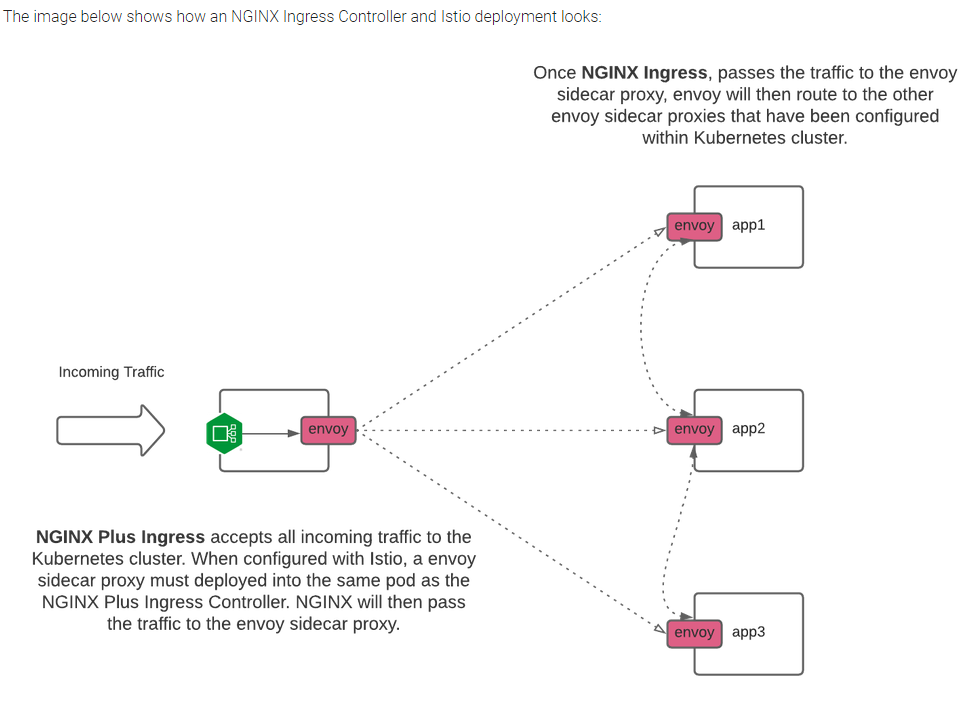 The image below shows how an NGINX Ingress Controller and Istio deployment looks:
Once NGINX Ingress, passes the traffic to the envoy
sidecar proxy, envoy will then route to the other
envoy sidecar proxies that have been configured
within Kubernetes cluster.
envoy
app1
Incoming Traffic
envoy
envoy
app2
NGINX Plus Ingress accepts all incoming traffic to the
Kubernetes cluster. When configured with Istio, a envoy
sidecar proxy must deployed into the same pod as the
NGINX Plus Ingress Controller. NGINX will then pass
the traffic to the envoy sidecar proxy.
envoy
app3